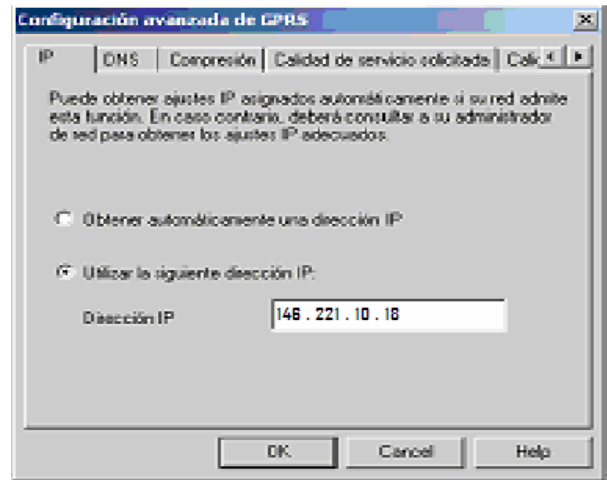 Configuración avanzada de GPRS
IP
DNS
Compresión
Calidad de servicio solicitada
Puede obtener ajustes IP asignados automáticamente si su red admite
esta función. En caso contrario, deberá consultar a su administrador
de red para obtener los ajustes IP adecuados.
Obtener automáticamente una dirección IP
Utilizar la siguiente dirección IP:
Dirección IP
146 . 221 . 10 . 18
OK
Cancel
Help